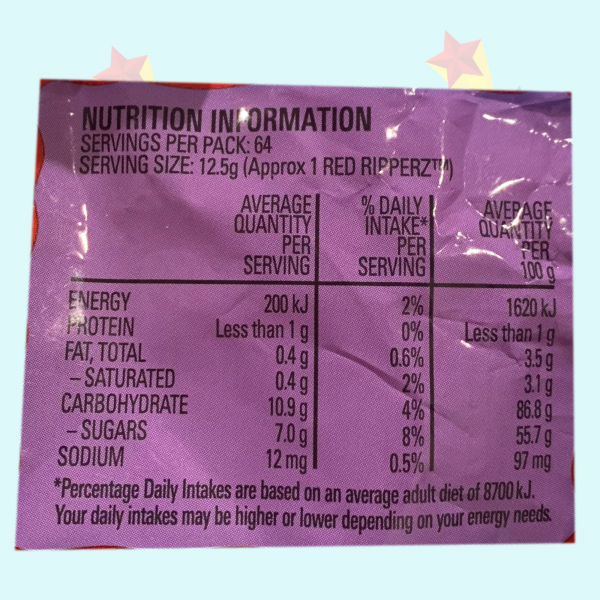 NUTRITION INFORMATION
SERVINGS PER PACK: 64
SERVING SIZE: 12.5g (Approx 1 RED RIPPERZ™)
AVERAGE QUANTITY PER SERVING | % DAILY INTAKE* PER SERVING | AVERAGE QUANTITY PER 100 g
ENERGY 200 kJ 2% 1620 kJ
PROTEIN Less than 1 g 0% Less than 1 g
FAT, TOTAL 0.4 g 0.6% 3.5 g
– SATURATED 0.4 g 2% 3.1 g
CARBOHYDRATE 10.9 g 4% 86.8 g
– SUGARS 7.0 g 8% 55.7 g
SODIUM 12 mg 0.5% 97 mg
*Percentage Daily Intakes are based on an average adult diet of 8700 kJ.
Your daily intakes may be higher or lower depending on your energy needs.